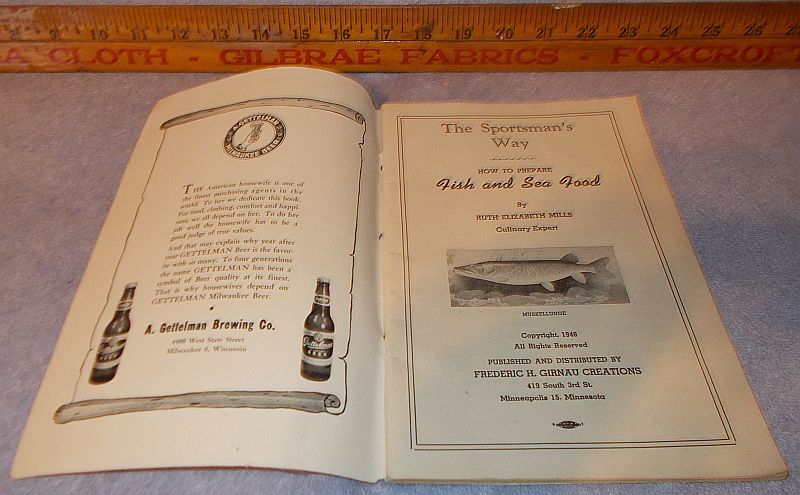 10 11 12 13 14 15 16 17 18 19 20 21 22 23 24 25 26 27
A CLOTH - GILBRAE FABRICS - FOXCROFT
A. GETTELMAN
MILWAUKEE BEER
THE American housewife is one of
the finest purchasing agents in the
world. To her we dedicate this book.
For food, clothing, comfort and happi-
ness, we all depend on her. To do her
job well the housewife has to be a
good judge of true values.
And that may explain why year after
year GETTELMAN Beer is the favor-
ite with so many. To four generations
the name GETTELMAN has been a
symbol of Beer quality at its finest.
That is why housewives depend on
GETTELMAN Milwaukee Beer.
A. Gettelman Brewing Co.
4400 West State Street
Milwaukee 8, Wisconsin
BEER
Gettelman
BEER
The Sportsman's
Way
HOW TO PREPARE
Fish and Sea Food
By
RUTH ELIZABETH MILLS
Culinary Expert
MUSKELLUNGE
Copyright, 1946
All Rights Reserved
PUBLISHED AND DISTRIBUTED BY
FREDERIC H. GIRNAU CREATIONS
419 South 3rd St.
Minneapolis 15, Minnesota